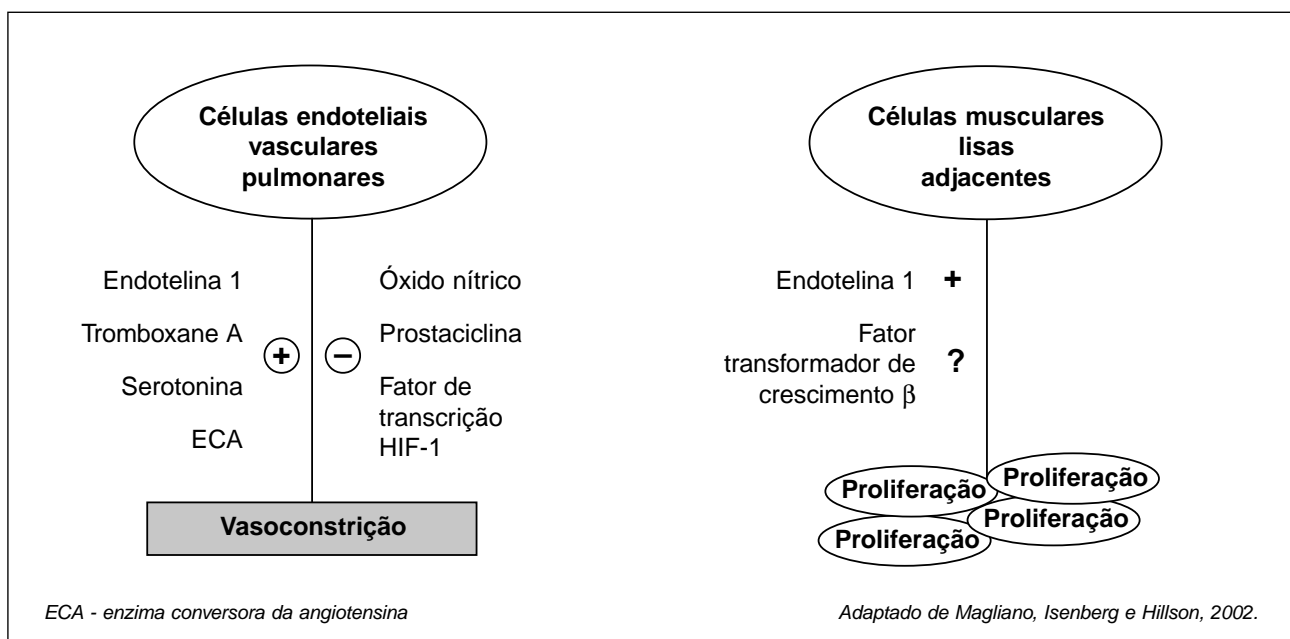 Células endoteliais
vasculares
pulmonares
Endotelina 1
Tromboxane A
Serotonina
ECA
+
−
Óxido nítrico
Prostaciclina
Fator de
transcrição
HIF-1
Vasoconstrição
Células musculares
lisas
adjacentes
Endotelina 1 +
Fator
transformador de
crescimento β
?
Proliferação
Proliferação
Proliferação
Proliferação
ECA - enzima conversora da angiotensina
Adaptado de Magliano, Isenberg e Hillson, 2002.